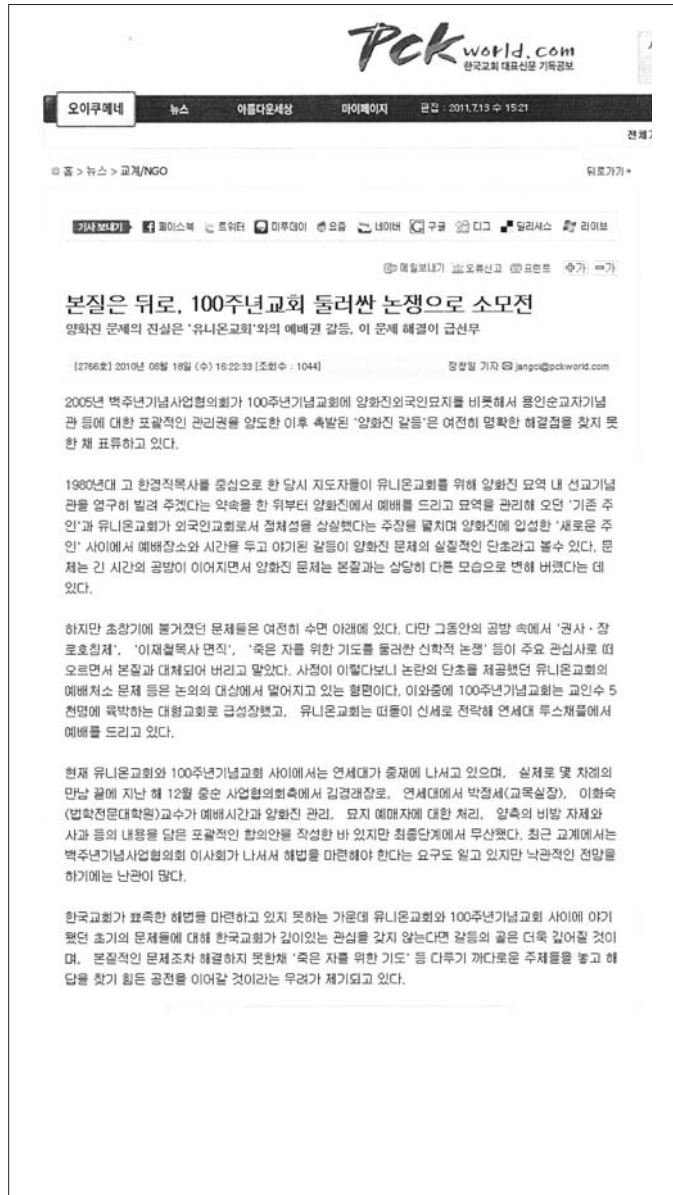 Pckworld.com
한국교회 대표신문 기독공보
오이쿠메네 뉴스 아름다운세상 마이페이지 편집 : 2011.7.13 수 15:21
전체기
홈 > 뉴스 > 교계/NGO 뒤로가기
기사 보내기 페이스북 트위터 미투데이 요즘 네이버 구글 디그 딜리셔스 라이브
메일보내기 오류신고 프린트 가 가
본질은 뒤로, 100주년교회 둘러싼 논쟁으로 소모전
양화진 문제의 진실은 '유니온교회'와의 예배권 갈등, 이 문제 해결이 급선무
[2766호] 2010년 08월 18일 (수) 16:22:33 [조회수 : 1044] 장창일 기자 jangci@pckworld.com
2005년 백주년기념사업협의회가 100주년기념교회에 양화진외국인묘지를 비롯해서 용인순교자기념
관 등에 대한 포괄적인 관리권을 양도한 이후 촉발된 '양화진 갈등'은 여전히 명확한 해결점을 찾지 못
한 채 표류하고 있다.
1980년대 고 한경직목사를 중심으로 한 당시 지도자들이 유니온교회를 위해 양화진 묘역 내 선교기념
관을 영구히 빌려 주겠다는 약속을 한 뒤부터 양화진에서 예배를 드리고 묘역을 관리해 오던 '기존 주
인'과 유니온교회가 외국인교회로서 정체성을 상실했다는 주장을 펼치며 양화진에 입성한 '새로운 주
인' 사이에서 예배장소와 시간을 두고 야기된 갈등이 양화진 문제의 실질적인 단초라고 볼수 있다. 문
제는 긴 시간의 공방이 이어지면서 양화진 문제는 본질과는 상당히 다른 모습으로 변해 버렸다는 데
있다.
하지만 초창기에 불거졌던 문제들은 여전히 수면 아래에 있다. 다만 그동안의 공방 속에서 '권사ㆍ장
로호칭제', '이재철목사 면직', '죽은 자를 위한 기도를 둘러싼 신학적 논쟁' 등이 주요 관심사로 떠
오르면서 본질과 대체되어 버리고 말았다. 사정이 이렇다보니 논란의 단초를 제공했던 유니온교회의
예배처소 문제 등은 논의의 대상에서 멀어지고 있는 형편이다. 이와중에 100주년기념교회는 교인수 5
천명에 육박하는 대형교회로 급성장했고, 유니온교회는 떠돌이 신세로 전락해 연세대 루스채플에서
예배를 드리고 있다.
현재 유니온교회와 100주년기념교회 사이에서는 연세대가 중재에 나서고 있으며, 실제로 몇 차례의
만남 끝에 지난 해 12월 중순 사업협의회측에서 김경래장로, 연세대에서 박정세(교목실장), 이화숙
(법학전문대학원)교수가 예배시간과 양화진 관리, 묘지 예매자에 대한 처리, 양측의 비방 자제와
사과 등의 내용을 담은 포괄적인 합의안을 작성한 바 있지만 최종단계에서 무산됐다. 최근 교계에서는
백주년기념사업협의회 이사회가 나서서 해법을 마련해야 한다는 요구도 일고 있지만 낙관적인 전망을
하기에는 난관이 많다.
한국교회가 뾰족한 해법을 마련하고 있지 못하는 가운데 유니온교회와 100주년기념교회 사이에 야기
됐던 초기의 문제들에 대해 한국교회가 깊이있는 관심을 갖지 않는다면 갈등의 골은 더욱 깊어질 것이
며, 본질적인 문제조차 해결하지 못한채 '죽은 자를 위한 기도' 등 다루기 까다로운 주제들을 놓고 해
답을 찾기 힘든 공전을 이어갈 것이라는 우려가 제기되고 있다.